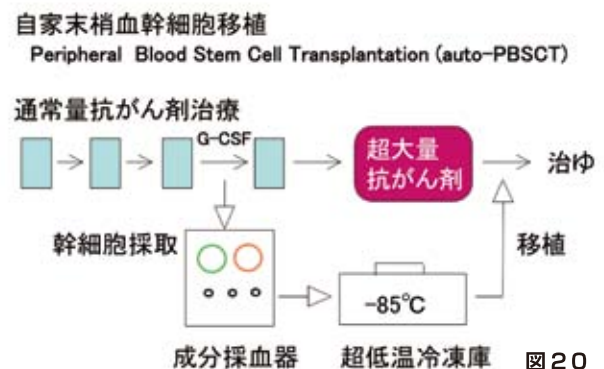 自家末梢血幹細胞移植
Peripheral Blood Stem Cell Transplantation (auto-PBSCT)
通常量抗がん剤治療
G-CSF
超大量
抗がん剤
治ゆ
幹細胞採取
移植
-85℃
成分採血器
超低温冷凍庫
図20